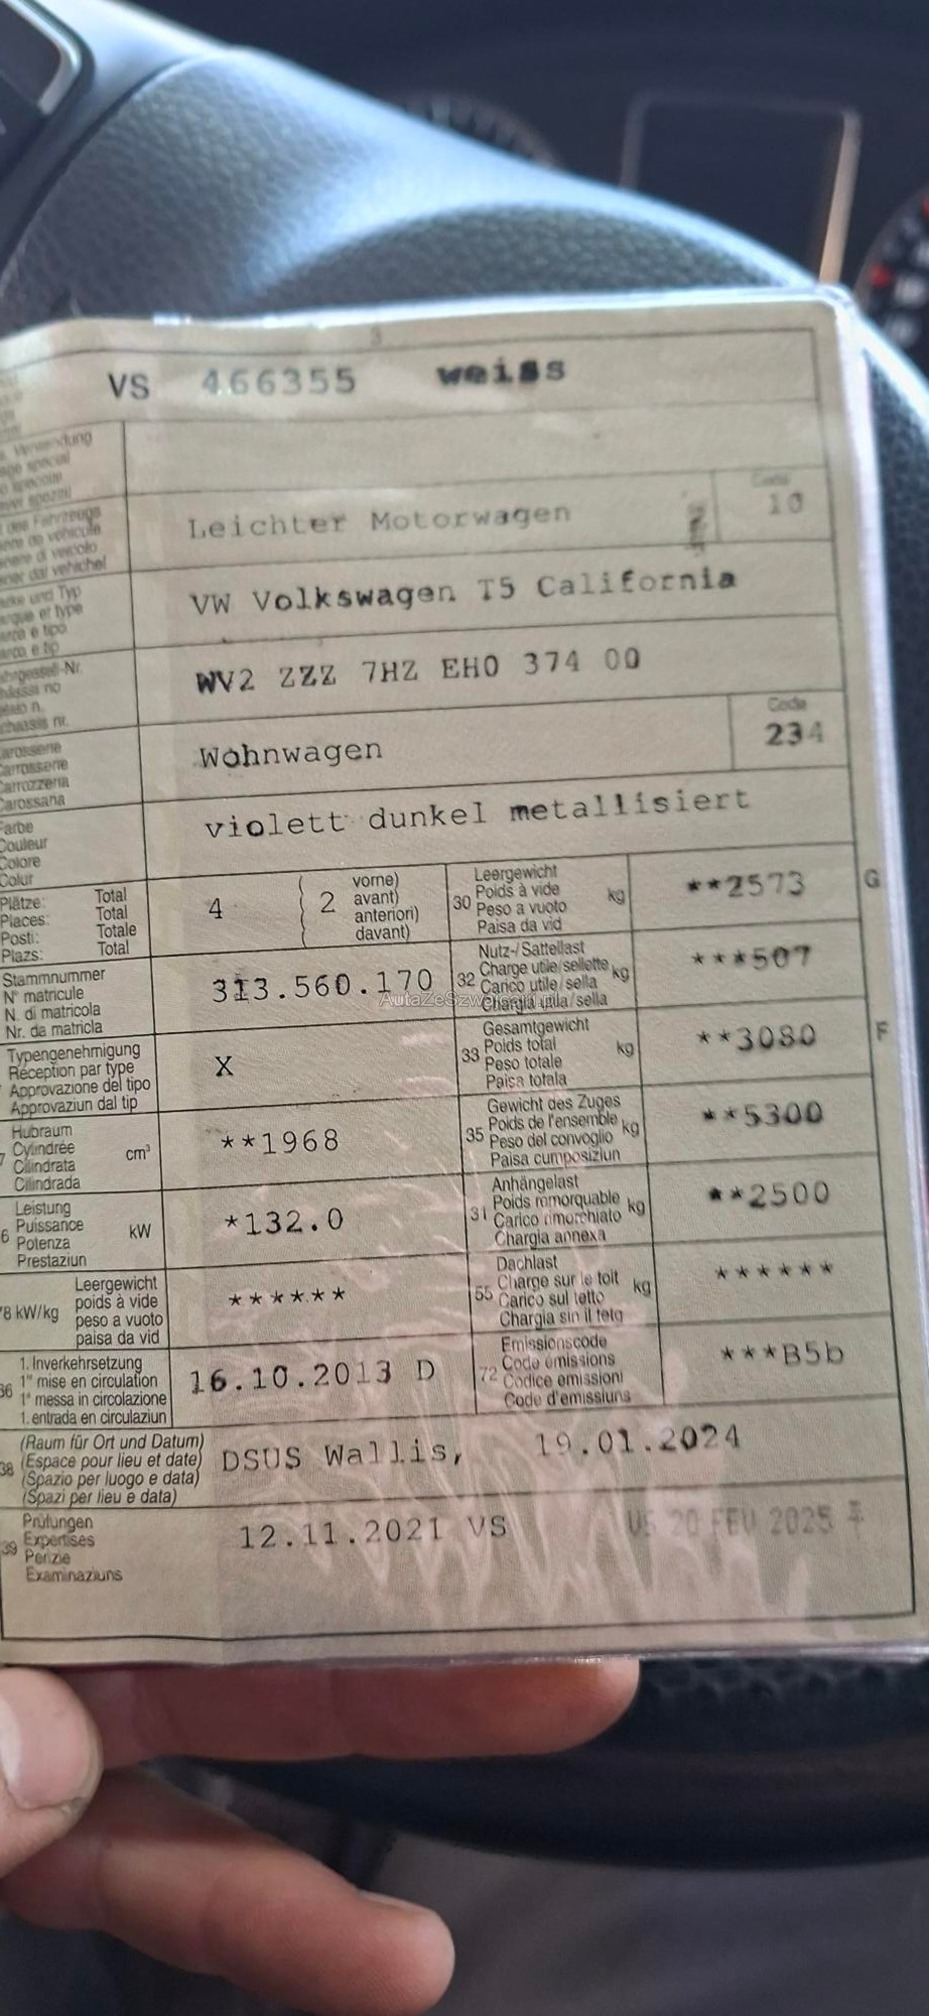 VS 466355 weiss
Code
Leichter Motorwagen 10
VW Volkswagen T5 California
WV2 ZZZ 7HZ EH0 374 00
Code
Wohnwagen 234
Farbe
Couleur
Colore
Colur
violett dunkel metallisiert
Plätze: Total
Places: Total
Posti: Totale
Plazs: Total
4 ( 2 vorne)
avant)
anteriori)
davant)
30 Leergewicht
Poids à vide
Peso a vuoto
Paisa da vid
kg **2573 G
Stammnummer
N° matricule
N. di matricola
Nr. da matricla
313.560.170
32 Nutz-/Sattellast
Charge utile/sellette
Carico utile/sella
Chargia utila/sella
kg ***507
Typengenehmigung
Réception par type
Approvazione del tipo
Approvaziun dal tip
X
33 Gesamtgewicht
Poids total
Peso totale
Paisa totala
kg **3080 F
Hubraum
Cylindrée
Cilindrata
Cilindrada
cm³ **1968
35 Gewicht des Zuges
Poids de l'ensemble
Peso del convoglio
Paisa cumposiziun
kg **5300
Leistung
Puissance
Potenza
Prestaziun
kW *132.0
31 Anhängelast
Poids remorquable
Carico rimorchiato
Chargia annexa
kg **2500
78 kW/kg Leergewicht
poids à vide
peso a vuoto
paisa da vid
******
55 Dachlast
Charge sur le toit
Carico sul tetto
Chargia sin il tetg
kg ******
36 1. Inverkehrsetzung
1re mise en circulation
1a messa in circolazione
1. entrada en circulaziun
16.10.2013 D
72 Emissionscode
Code émissions
Codice emissioni
Code d'emissiuns
***B5b
38 (Raum für Ort und Datum)
(Espace pour lieu et date)
(Spazio per luogo e data)
(Spazi per lieu e data)
DSUS Wallis, 19.01.2024
39 Prüfungen
Expertises
Perizie
Examinaziuns
12.11.2021 VS